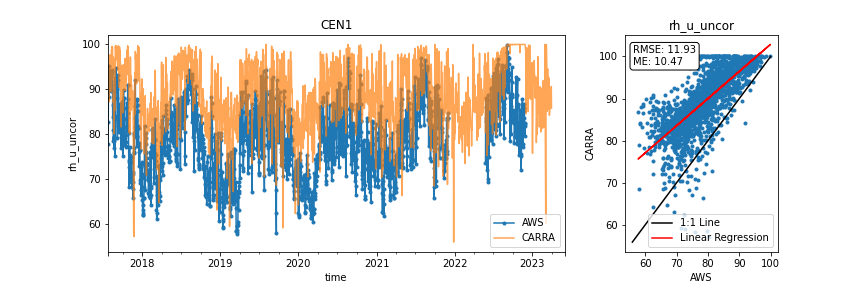 CEN1
rh_u_uncor
100
90
80
70
60
rh_u_uncor
2018
2019
2020
2021
2022
2023
time
AWS
CARRA
rh_u_uncor
RMSE: 11.93
ME: 10.47
100
90
80
70
60
CARRA
60
70
80
90
100
AWS
1:1 Line
Linear Regression